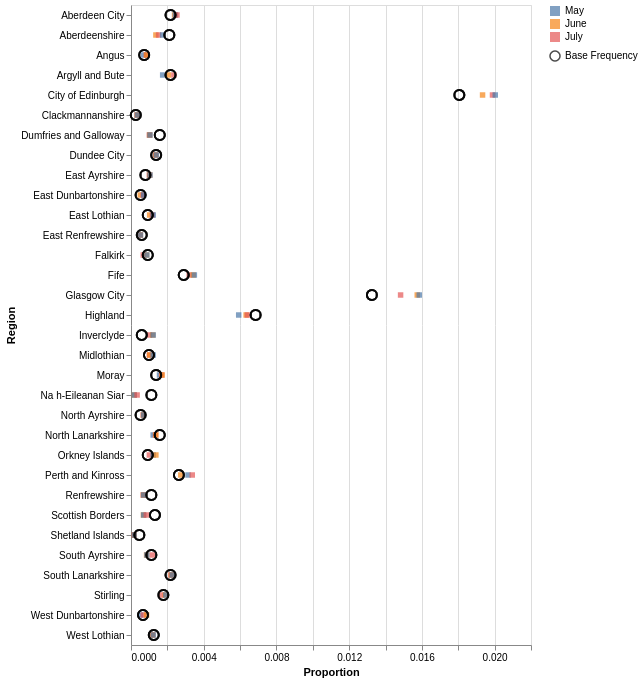 May
June
July
Base Frequency
Region
Aberdeen City
Aberdeenshire
Angus
Argyll and Bute
City of Edinburgh
Clackmannanshire
Dumfries and Galloway
Dundee City
East Ayrshire
East Dunbartonshire
East Lothian
East Renfrewshire
Falkirk
Fife
Glasgow City
Highland
Inverclyde
Midlothian
Moray
Na h-Eileanan Siar
North Ayrshire
North Lanarkshire
Orkney Islands
Perth and Kinross
Renfrewshire
Scottish Borders
Shetland Islands
South Ayrshire
South Lanarkshire
Stirling
West Dunbartonshire
West Lothian
0.000 0.004 0.008 0.012 0.016 0.020
Proportion